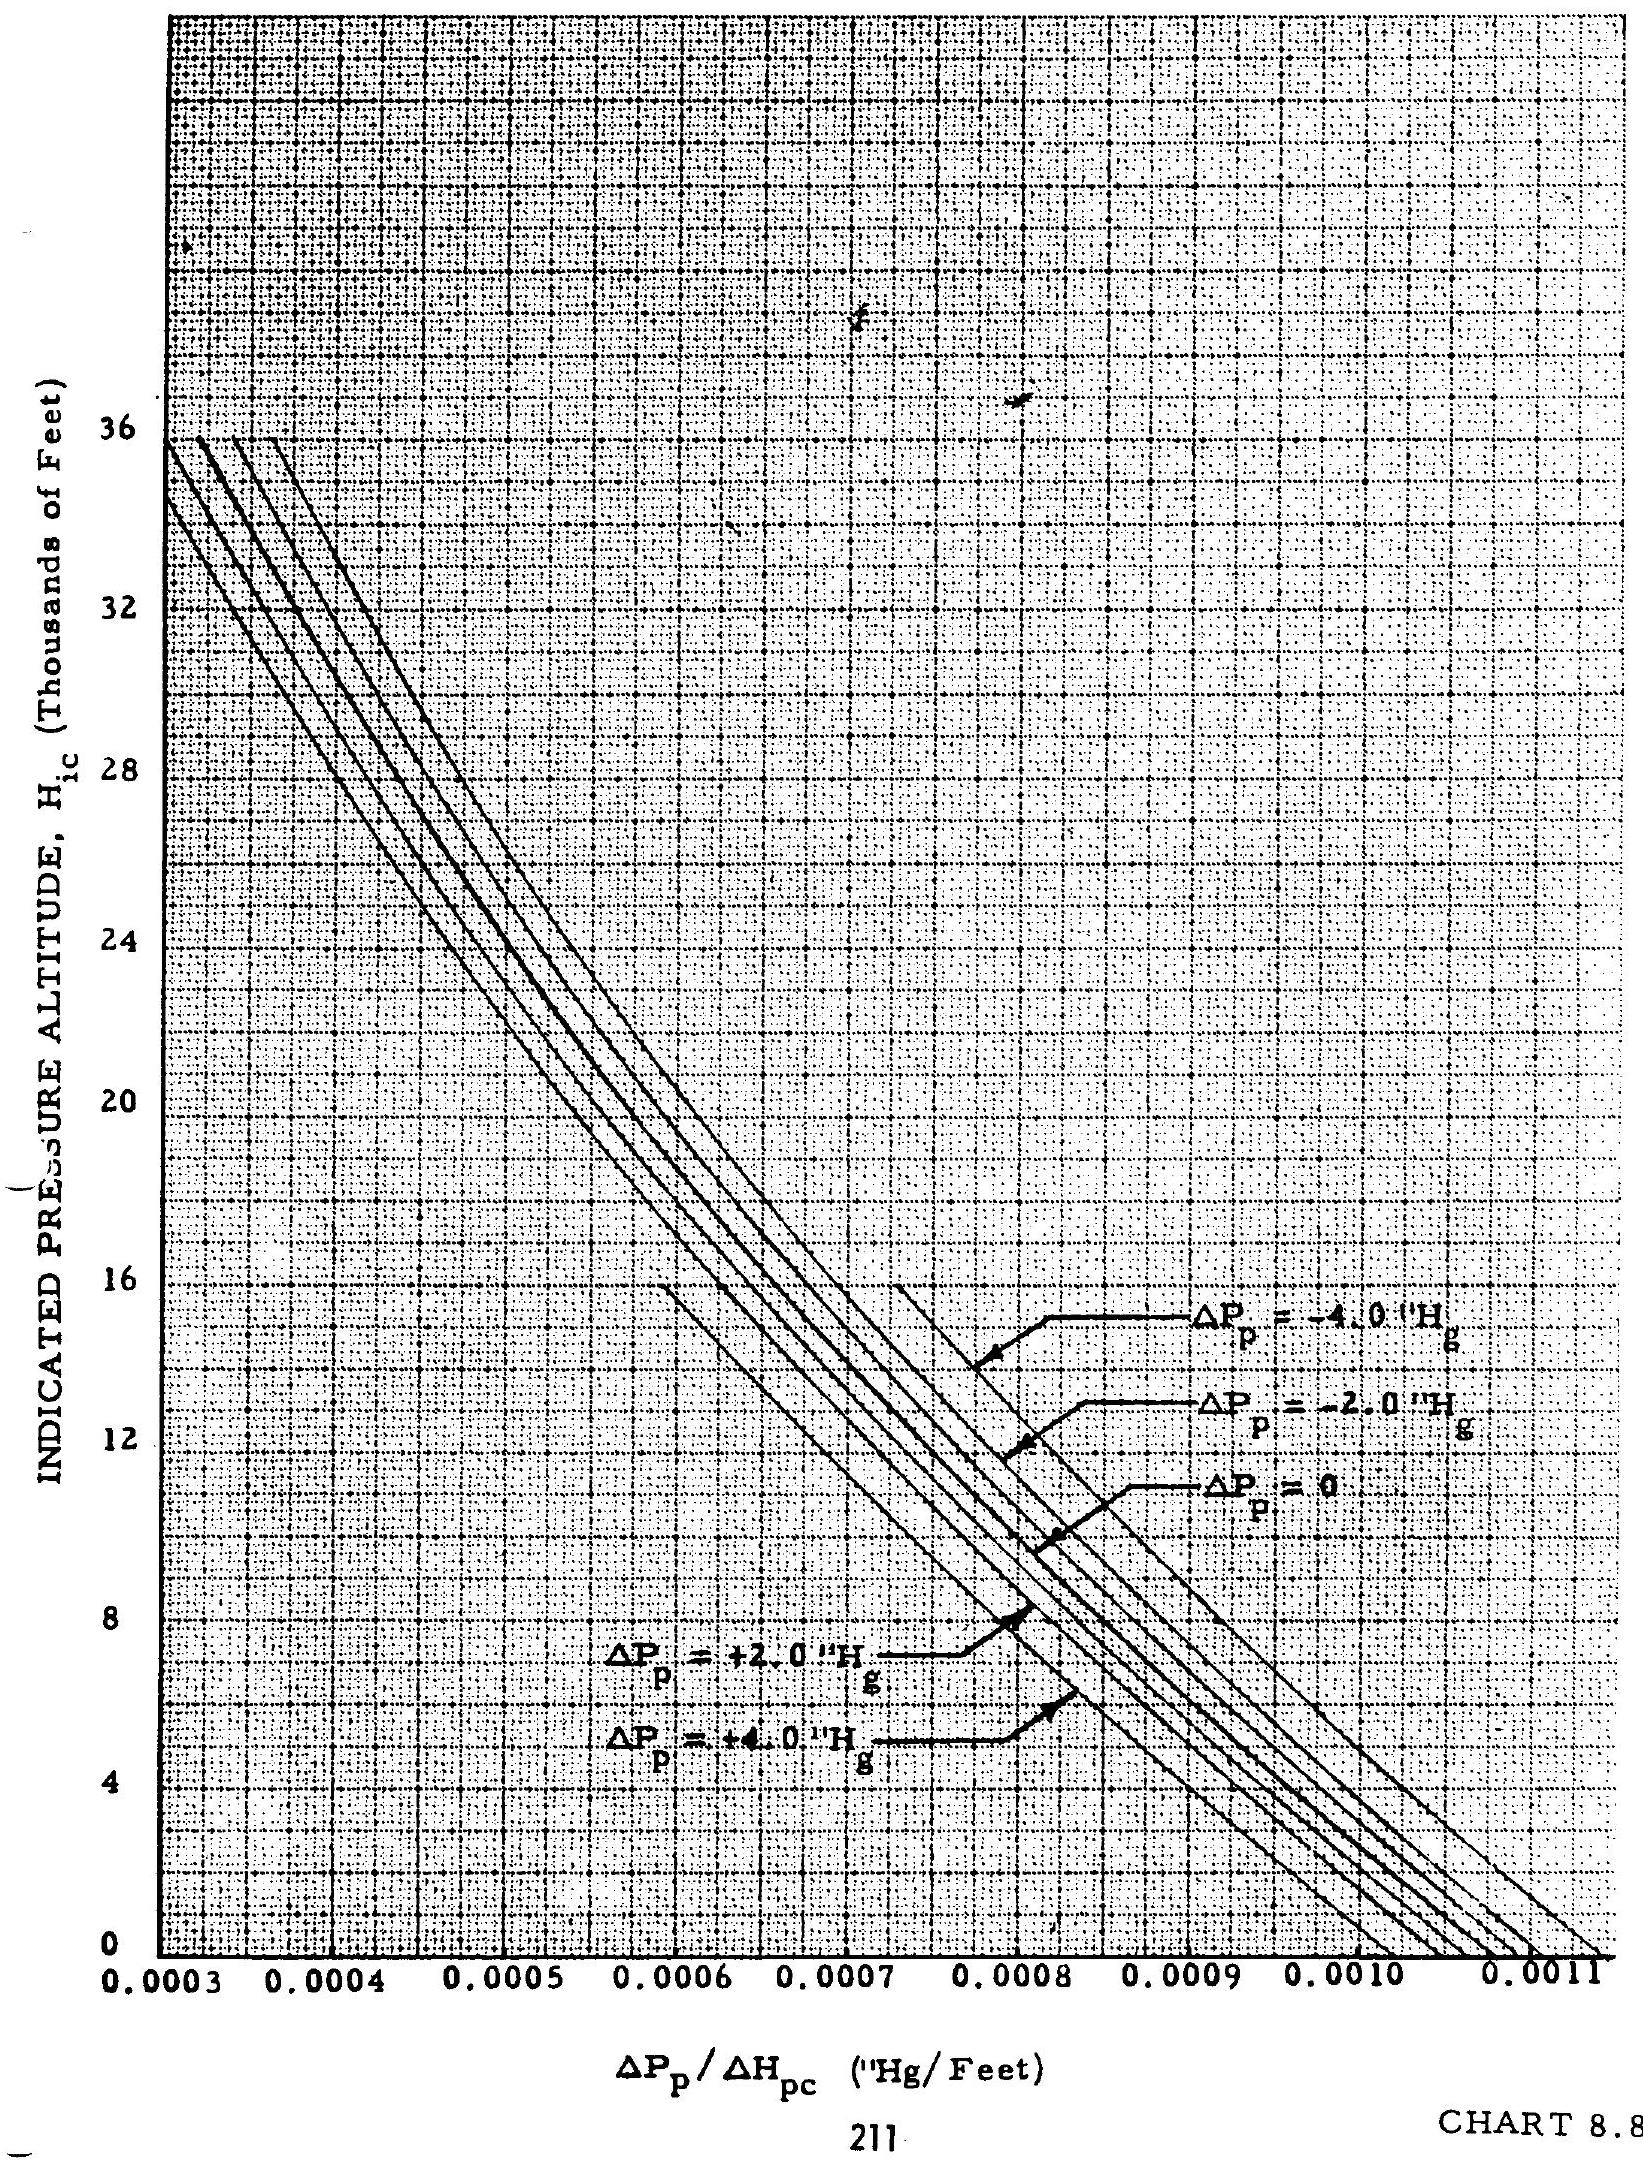 INDICATED PRESSURE ALTITUDE, Hic (Thousands of Feet)
36
32
28
24
20
16
12
8
4
0
ΔPp = -4.0 "Hg
ΔPp = -2.0 "Hg
ΔPp = 0
ΔPp = +2.0 "Hg
ΔPp = +4.0 "Hg
0.0003 0.0004 0.0005 0.0006 0.0007 0.0008 0.0009 0.0010 0.0011
ΔPp/ΔHpc ("Hg/Feet)
211
CHART 8.8